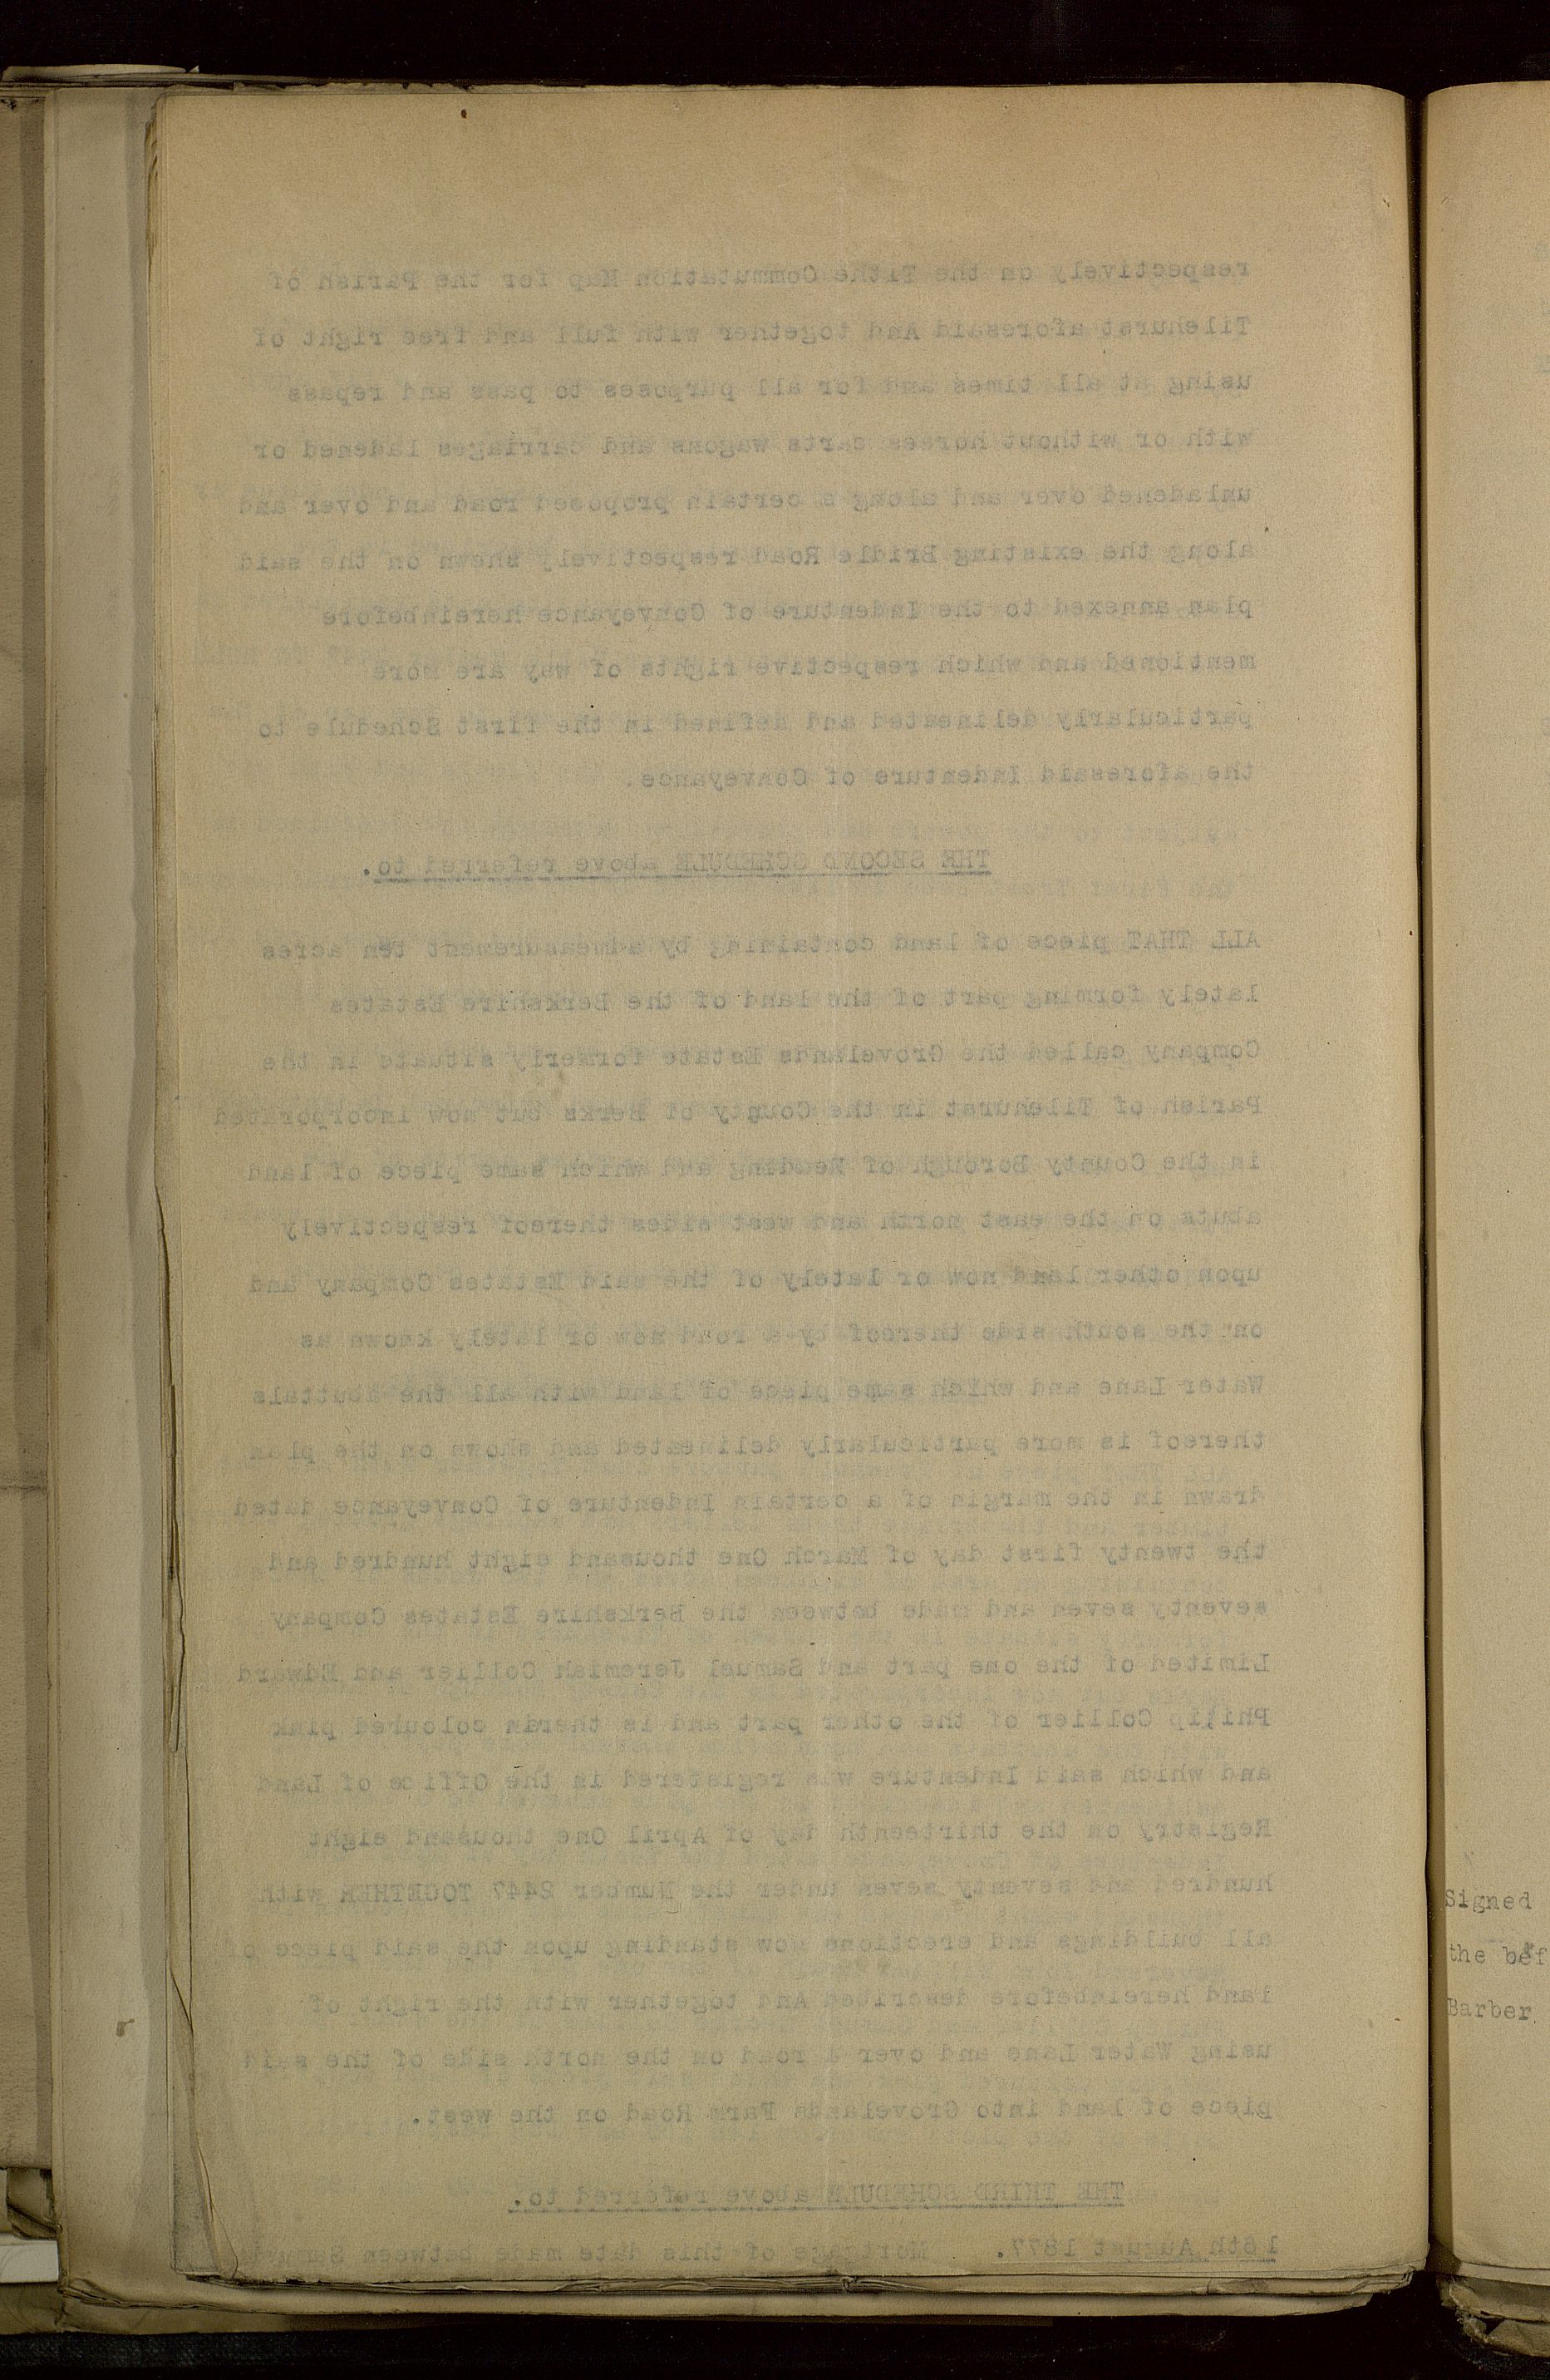 respectively on the Tithe Commutation Map for the Parish of
Tilehurst aforesaid And together with full and free right of
using at all times and for all purposes to pass and repass
with or without horses carts wagons and carriages ladened or
unladened over and along a certain proposed road and over and
along the existing Bridle Road respectively shewn on the said
plan annexed to the Indenture of Conveyance hereinbefore
mentioned and which respective rights of way are more
particularly delineated and defined in the first Schedule to
the aforesaid Indenture of Conveyance.
THE SECOND SCHEDULE above referred to.
ALL THAT piece of land containing by admeasurement ten acres
lately forming part of the land of the Berkshire Estates
Company called the Grovelands Estate formerly situate in the
Parish of Tilehurst in the County of Berks but now incorporated
in the County Borough of Reading and which same piece of land
abuts on the east north and west sides thereof respectively
upon other land now or lately of the said Estates Company and
on the south side thereof by a road now or lately known as
Water Lane and which same piece of land with all the abuttals
thereof is more particularly delineated and shown on the plan
drawn in the margin of a certain Indenture of Conveyance dated
the twenty first day of March One thousand eight hundred and
seventy seven and made between the Berkshire Estates Company
Limited of the one part and Samuel Jeremiah Collier and Edward
Philip Collier of the other part and is therein coloured pink
and which said Indenture was registered in the Office of Land
Registry on the thirteenth day of April One thousand eight
hundred and seventy seven under the Number 2447 TOGETHER with
all buildings and erections now standing upon the said piece of
land hereinbefore described And together with the right of
using Water Lane and over a road on the north side of the said
piece of land into Grovelands Farm Road on the west.
THE THIRD SCHEDULE above referred to.
16th August 1877. Mortgage of this date made between Samuel
Signed
the bef
Barber